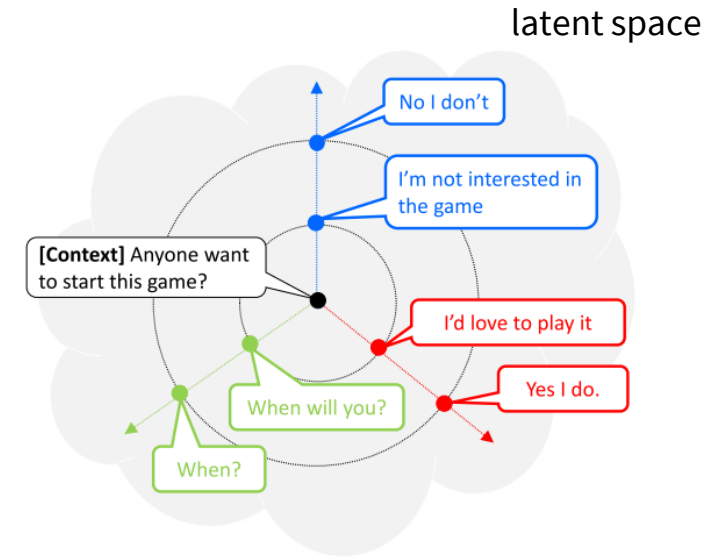 latent space
No I don't
I'm not interested in
the game
[Context] Anyone want
to start this game?
I'd love to play it
Yes I do.
When will you?
When?